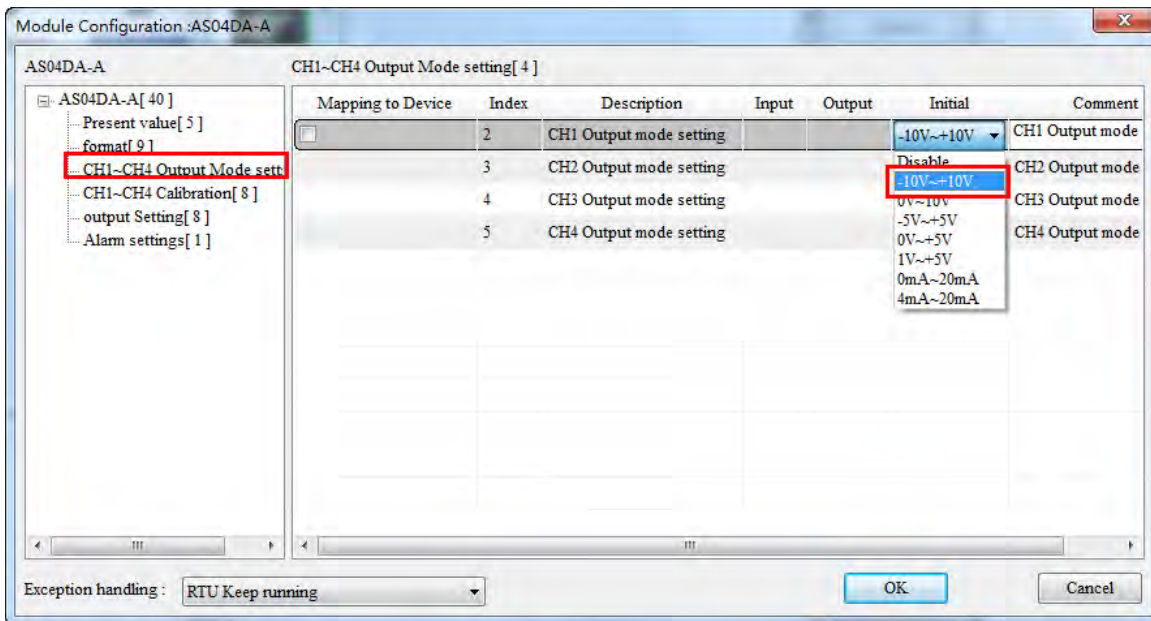 Module Configuration :AS04DA-A
AS04DA-A
CH1~CH4 Output Mode setting[ 4 ]
AS04DA-A[ 40 ]
Present value[ 5 ]
format[ 9 ]
CH1~CH4 Output Mode sett
CH1~CH4 Calibration[ 8 ]
output Setting[ 8 ]
Alarm settings[ 1 ]
Mapping to Device Index Description Input Output Initial Comment
2 CH1 Output mode setting -10V~+10V CH1 Output mode
3 CH2 Output mode setting CH2 Output mode
4 CH3 Output mode setting CH3 Output mode
5 CH4 Output mode setting CH4 Output mode
Disable
-10V~+10V
0V~10V
-5V~+5V
0V~+5V
1V~+5V
0mA~20mA
4mA~20mA
Exception handling : RTU Keep running
OK Cancel